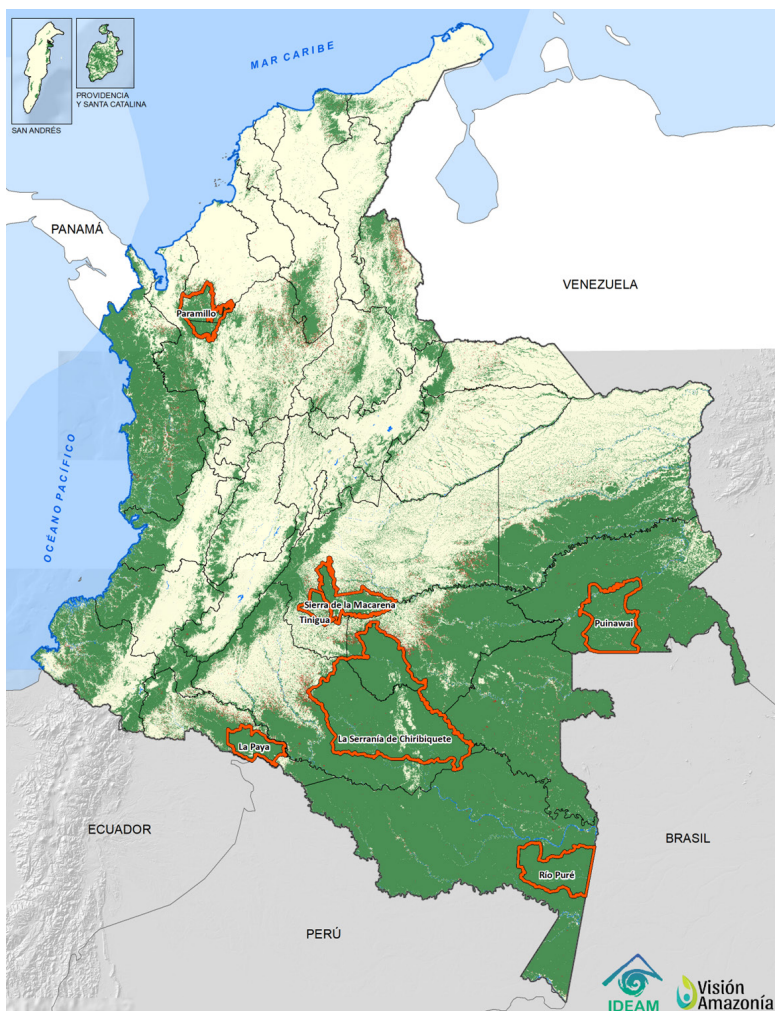 MAR CARIBE
SAN ANDRÉS
PROVIDENCIA
Y SANTA CATALINA
PANAMÁ
VENEZUELA
Paramillo
OCÉANO PACÍFICO
Sierra de la Macarena
Tinigua
Puinawai
La Serranía de Chiribiquete
La Paya
ECUADOR
BRASIL
Río Puré
PERÚ
IDEAM
Visión
Amazonía